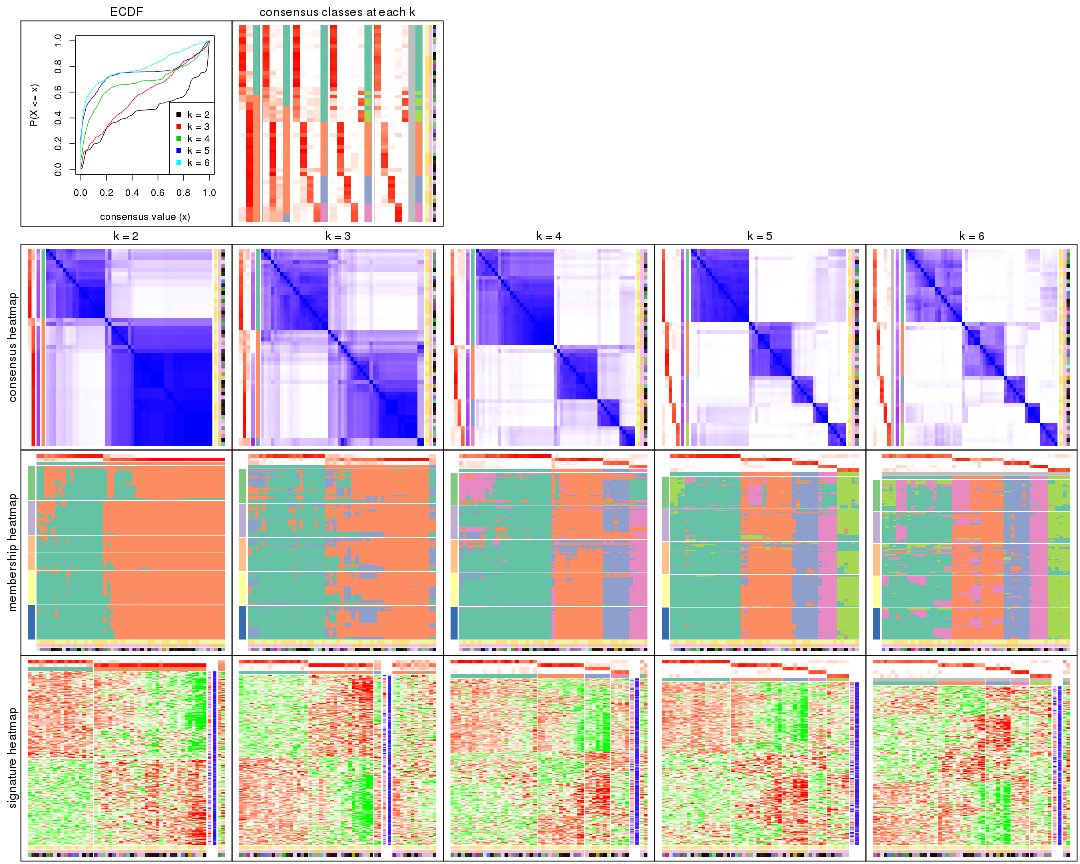 ECDF
consensus classes at each k
P(X <= x)
0.0 0.2 0.4 0.6 0.8 1.0
k = 2
k = 3
k = 4
k = 5
k = 6
0.0 0.2 0.4 0.6 0.8 1.0
consensus value (x)
k = 2 k = 3 k = 4 k = 5 k = 6
consensus heatmap
membership heatmap
signature heatmap